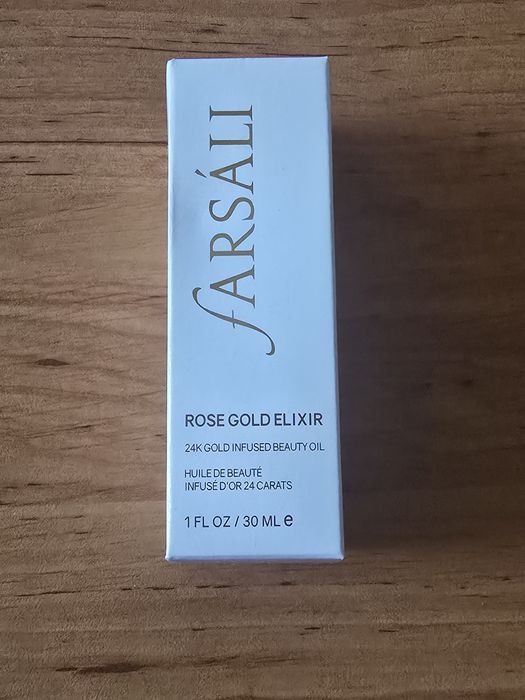 fARSÁLI
ROSE GOLD ELIXIR
24K GOLD INFUSED BEAUTY OIL
HUILE DE BEAUTÉ
INFUSÉ D'OR 24 CARATS
1 FL OZ / 30 ML e